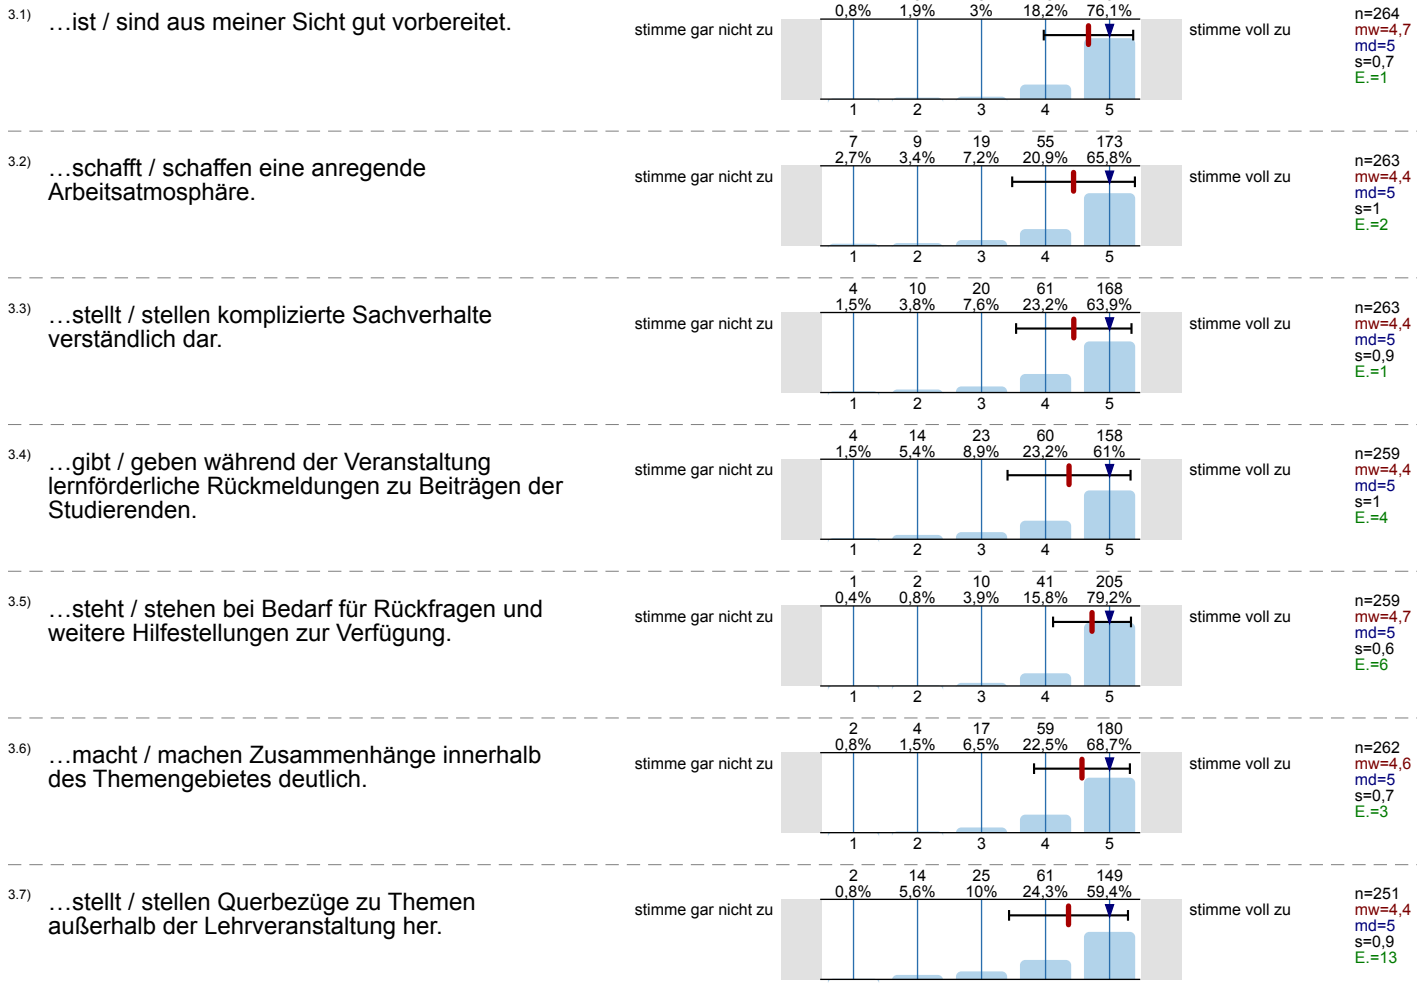 3.1) …ist / sind aus meiner Sicht gut vorbereitet.
0,8% 1,9% 3% 18,2% 76,1%
stimme gar nicht zu
stimme voll zu
1 2 3 4 5
n=264
mw=4,7
md=5
s=0,7
E.=1
3.2) …schafft / schaffen eine anregende
Arbeitsatmosphäre.
7 9 19 55 173
2,7% 3,4% 7,2% 20,9% 65,8%
stimme gar nicht zu
stimme voll zu
1 2 3 4 5
n=263
mw=4,4
md=5
s=1
E.=2
3.3) …stellt / stellen komplizierte Sachverhalte
verständlich dar.
4 10 20 61 168
1,5% 3,8% 7,6% 23,2% 63,9%
stimme gar nicht zu
stimme voll zu
1 2 3 4 5
n=263
mw=4,4
md=5
s=0,9
E.=1
3.4) …gibt / geben während der Veranstaltung
lernförderliche Rückmeldungen zu Beiträgen der
Studierenden.
4 14 23 60 158
1,5% 5,4% 8,9% 23,2% 61%
stimme gar nicht zu
stimme voll zu
1 2 3 4 5
n=259
mw=4,4
md=5
s=1
E.=4
3.5) …steht / stehen bei Bedarf für Rückfragen und
weitere Hilfestellungen zur Verfügung.
1 2 10 41 205
0,4% 0,8% 3,9% 15,8% 79,2%
stimme gar nicht zu
stimme voll zu
1 2 3 4 5
n=259
mw=4,7
md=5
s=0,6
E.=6
3.6) …macht / machen Zusammenhänge innerhalb
des Themengebietes deutlich.
2 4 17 59 180
0,8% 1,5% 6,5% 22,5% 68,7%
stimme gar nicht zu
stimme voll zu
1 2 3 4 5
n=262
mw=4,6
md=5
s=0,7
E.=3
3.7) …stellt / stellen Querbezüge zu Themen
außerhalb der Lehrveranstaltung her.
2 14 25 61 149
0,8% 5,6% 10% 24,3% 59,4%
stimme gar nicht zu
stimme voll zu
n=251
mw=4,4
md=5
s=0,9
E.=13